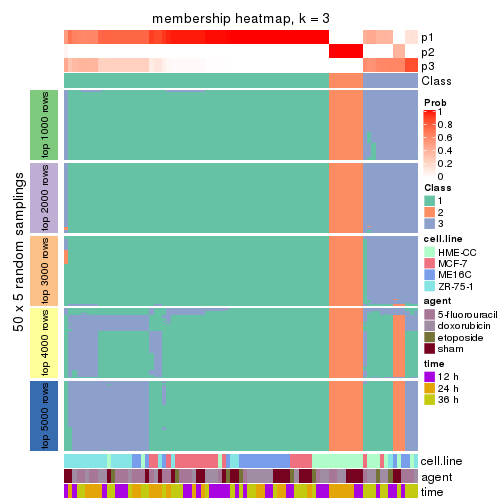 membership heatmap, k = 3
p1
p2
p3
Class
50 x 5 random samplings
top 1000 rows
top 2000 rows
top 3000 rows
top 4000 rows
top 5000 rows
cell.line
agent
time
Prob
1
0.8
0.6
0.4
0.2
0
Class
1
2
3
cell.line
HME-CC
MCF-7
ME16C
ZR-75-1
agent
5-fluorouracil
doxorubicin
etoposide
sham
time
12 h
24 h
36 h